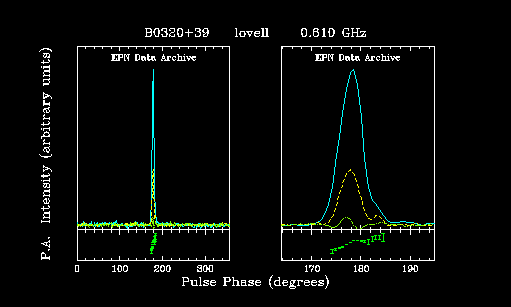 B0320+39 lovell 0.610 GHz
EPN Data Archive EPN Data Archive
P.A. Intensity (arbitrary units)
0 100 200 300 170 180 190
Pulse Phase (degrees)